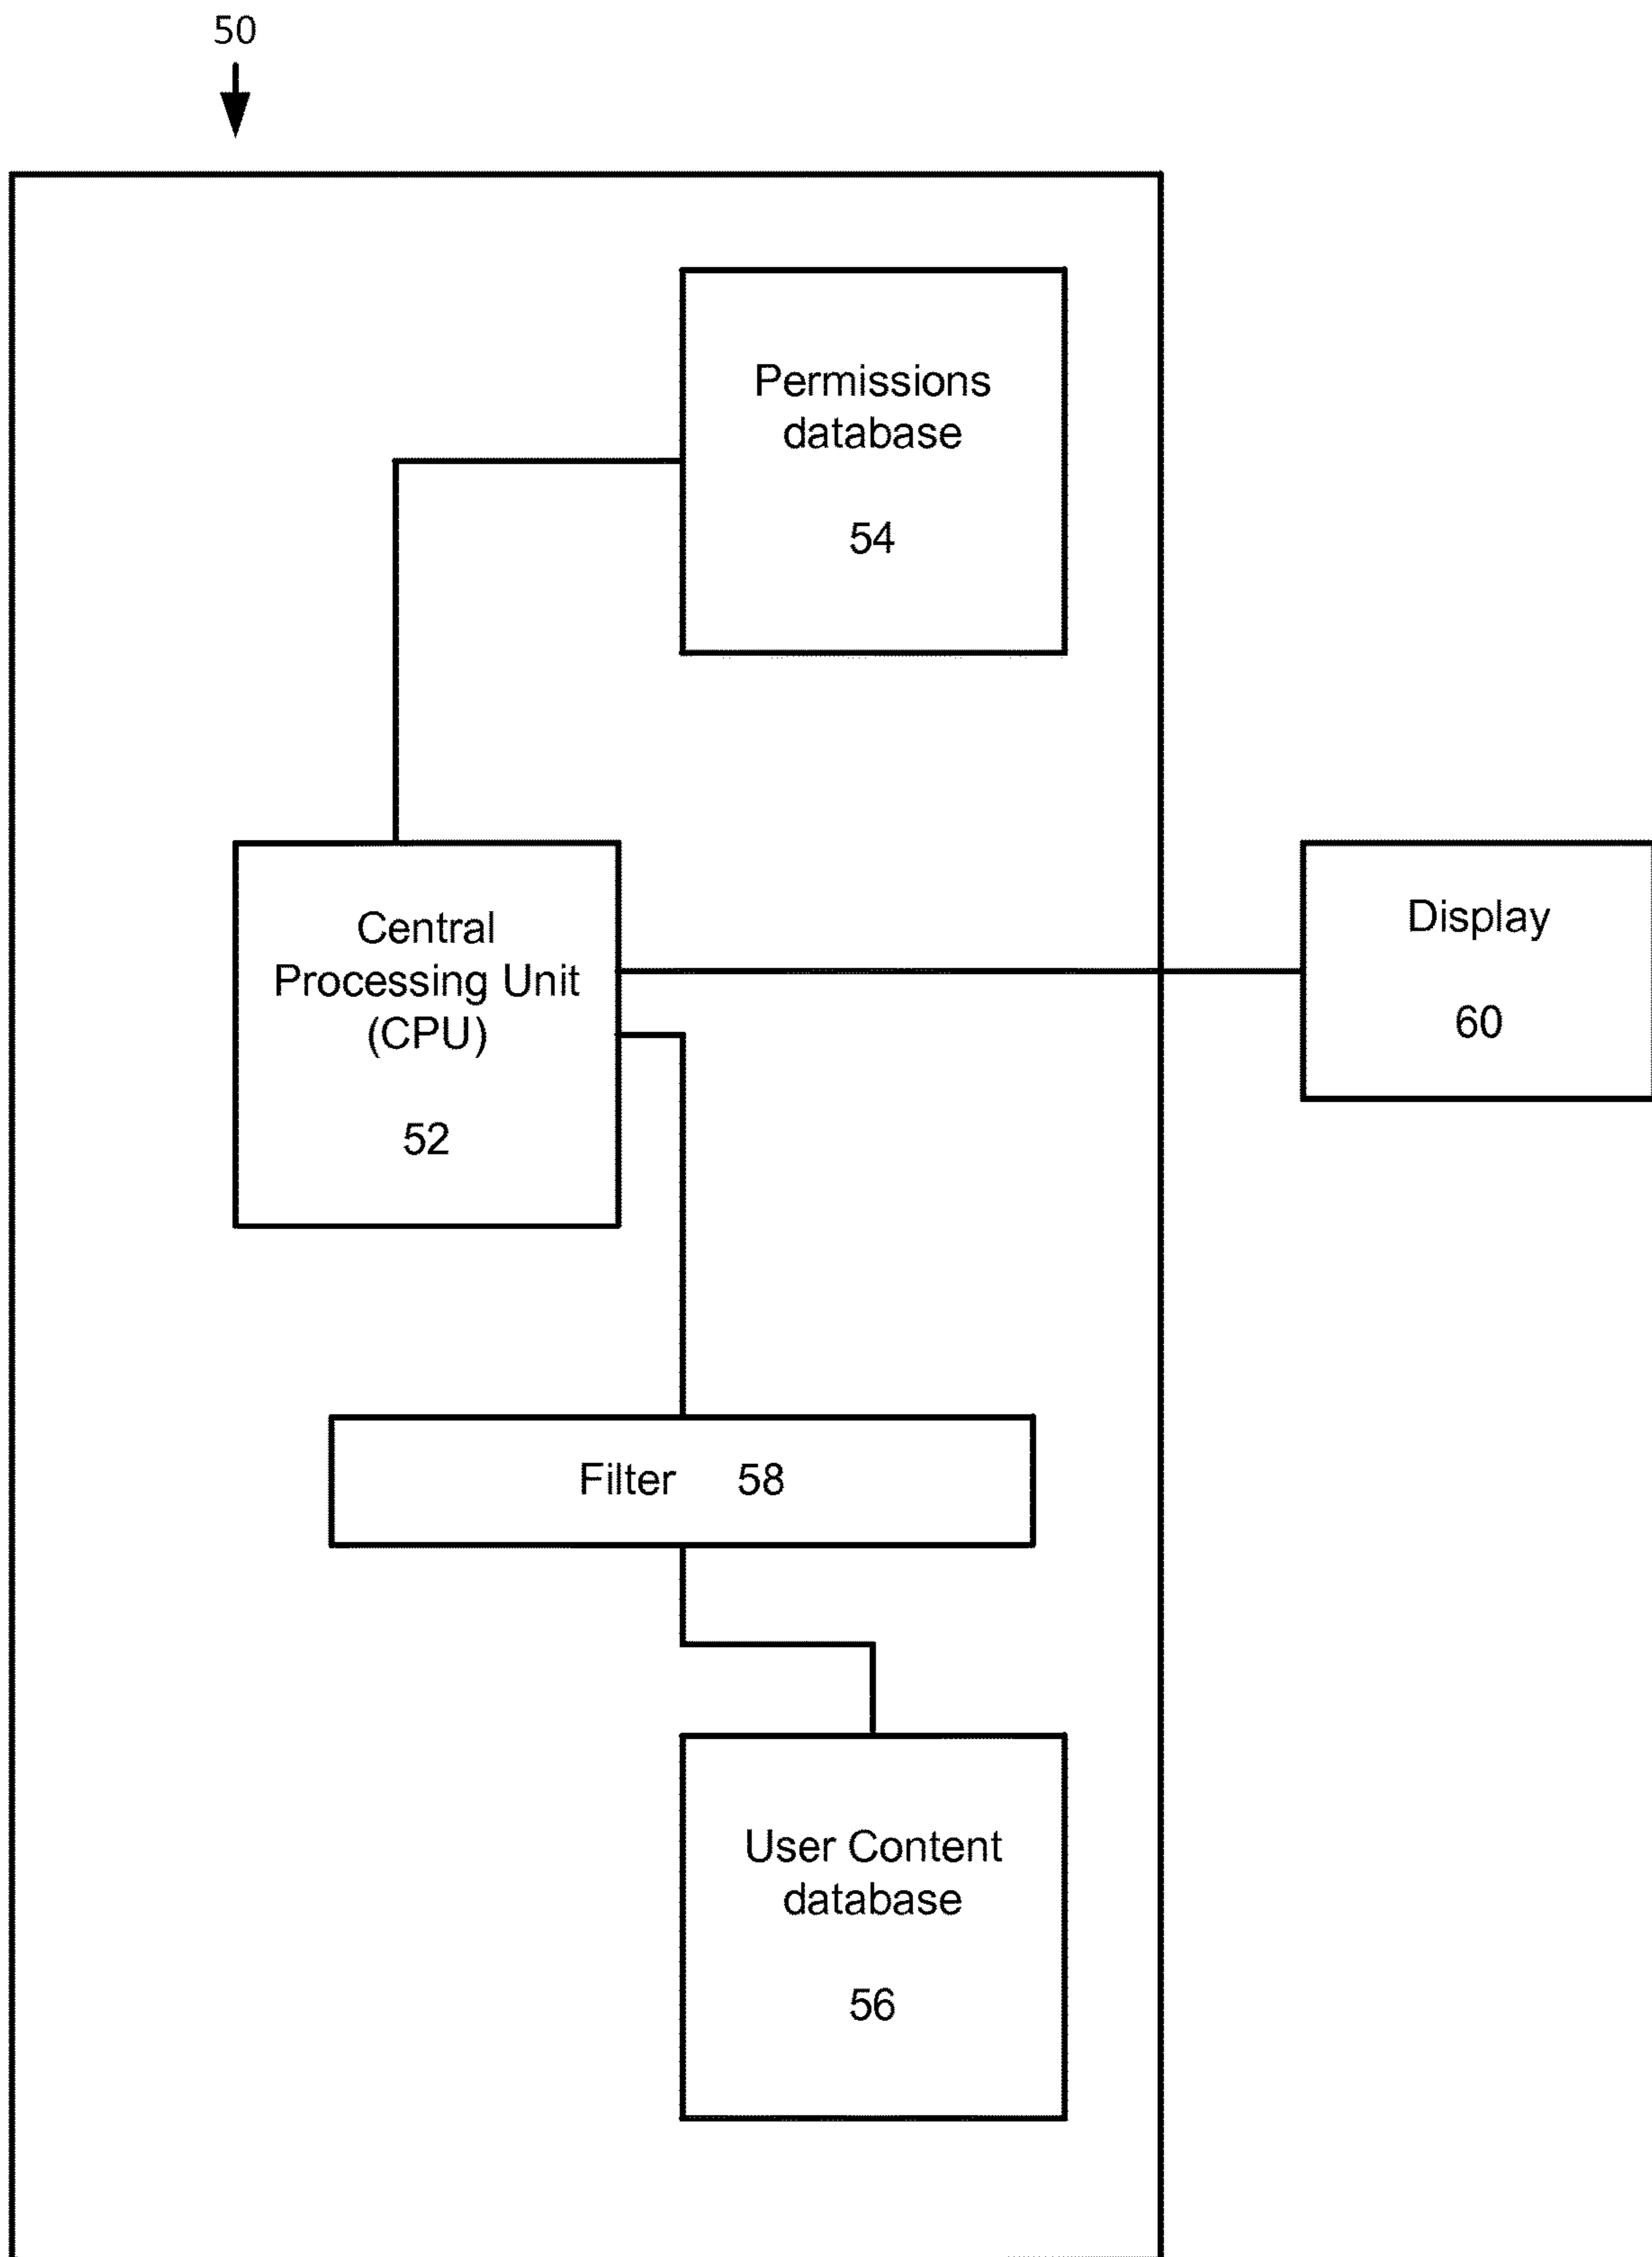 50
Permissions
database
54
Central
Processing Unit
(CPU)
52
Display
60
Filter 58
User Content
database
56